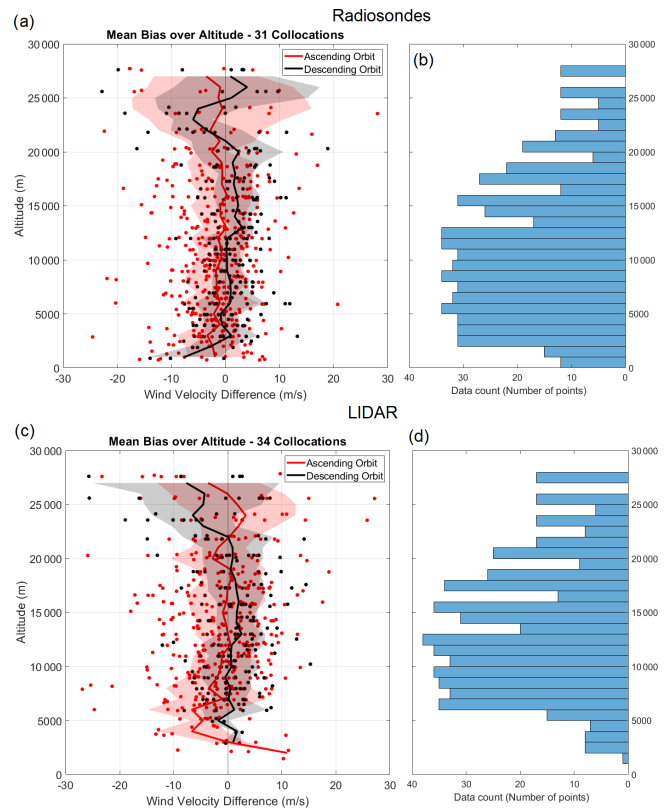 Radiosondes
(a)
Mean Bias over Altitude - 31 Collocations
Ascending Orbit
Descending Orbit
30 000
25 000
20 000
15 000
10 000
5000
0
Altitude (m)
-30 -20 -10 0 10 20 30
Wind Velocity Difference (m/s)
(b)
30 000
25 000
20 000
15 000
10 000
5000
0
40 30 20 10 0
Data count (Number of points)
LIDAR
(c)
Mean Bias over Altitude - 34 Collocations
Ascending Orbit
Descending Orbit
30 000
25 000
20 000
15 000
10 000
5000
0
Altitude (m)
-30 -20 -10 0 10 20 30
Wind Velocity Difference (m/s)
(d)
30 000
25 000
20 000
15 000
10 000
5000
0
40 30 20 10 0
Data count (Number of points)